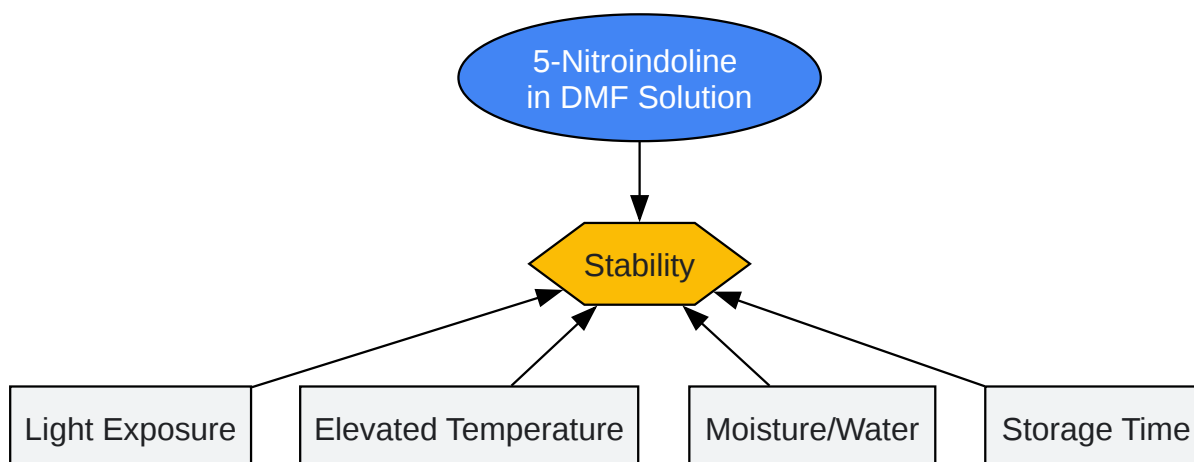 5-Nitroindoline
in DMF Solution
Stability
Light Exposure
Elevated Temperature
Moisture/Water
Storage Time